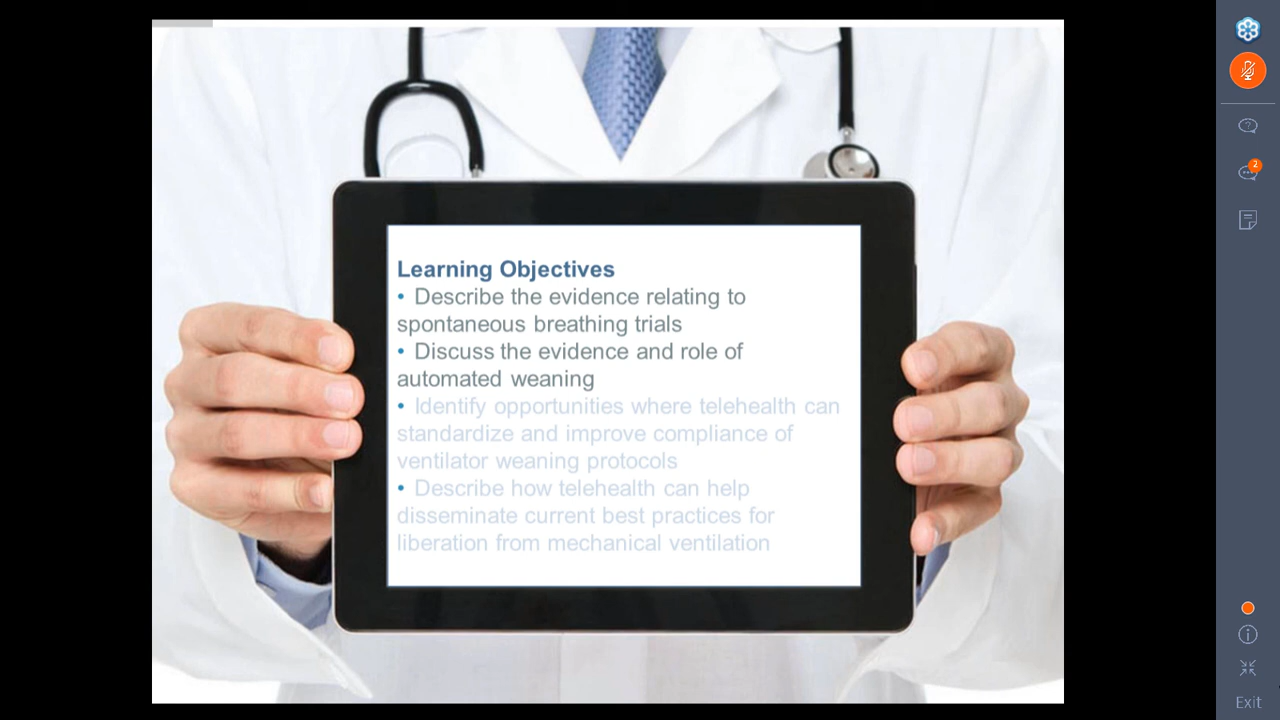 Learning Objectives
• Describe the evidence relating to
spontaneous breathing trials
• Discuss the evidence and role of
automated weaning
• Identify opportunities where telehealth can
standardize and improve compliance of
ventilator weaning protocols
• Describe how telehealth can help
disseminate current best practices for
liberation from mechanical ventilation
2
Exit